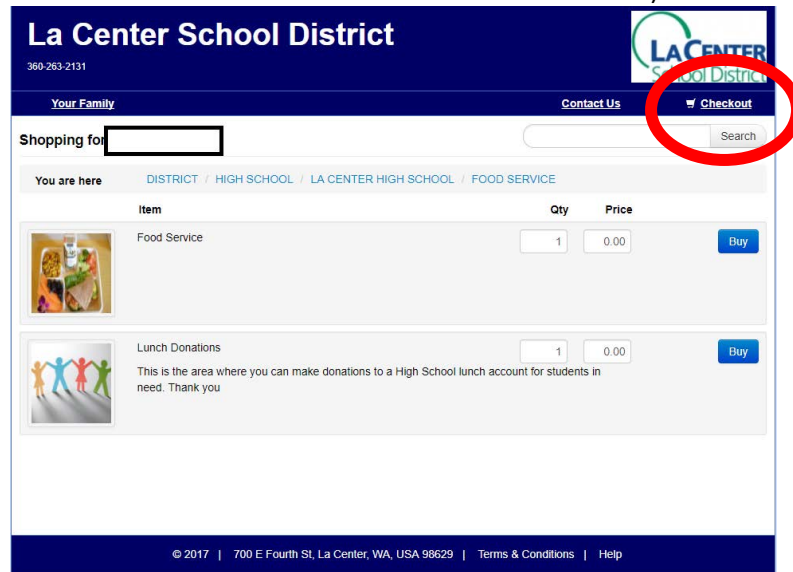 La Center School District
360-263-2131
LACENTER
School District
Your Family
Contact Us
Checkout
Shopping for
Search
You are here
DISTRICT / HIGH SCHOOL / LA CENTER HIGH SCHOOL / FOOD SERVICE
Item Qty Price
Food Service 1 0.00 Buy
Lunch Donations 1 0.00 Buy
This is the area where you can make donations to a High School lunch account for students in
need. Thank you
© 2017 | 700 E Fourth St, La Center, WA, USA 98629 | Terms & Conditions | Help